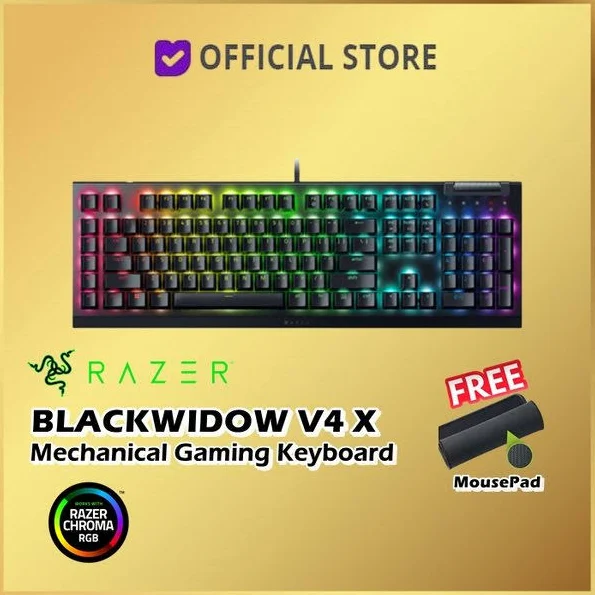 OFFICIAL STORE
RAZER
BLACKWIDOW V4 X
Mechanical Gaming Keyboard
FREE
MousePad
WORKS WITH
RAZER
CHROMA
RGB